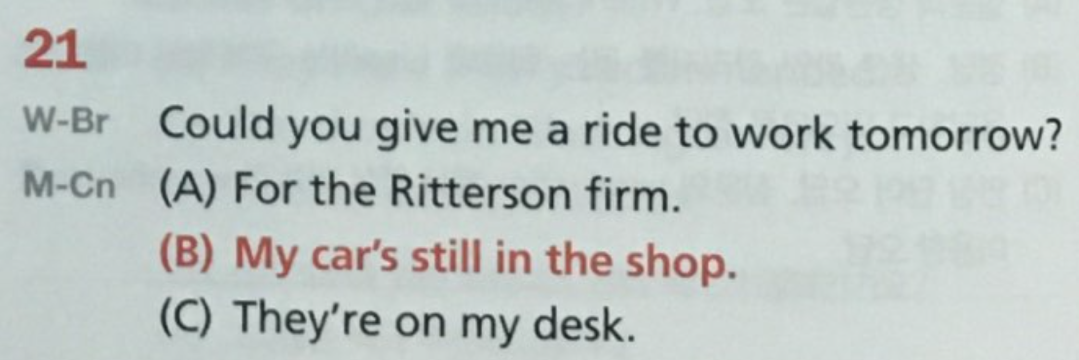 21
W-Br Could you give me a ride to work tomorrow?
M-Cn (A) For the Ritterson firm.
(B) My car's still in the shop.
(C) They're on my desk.